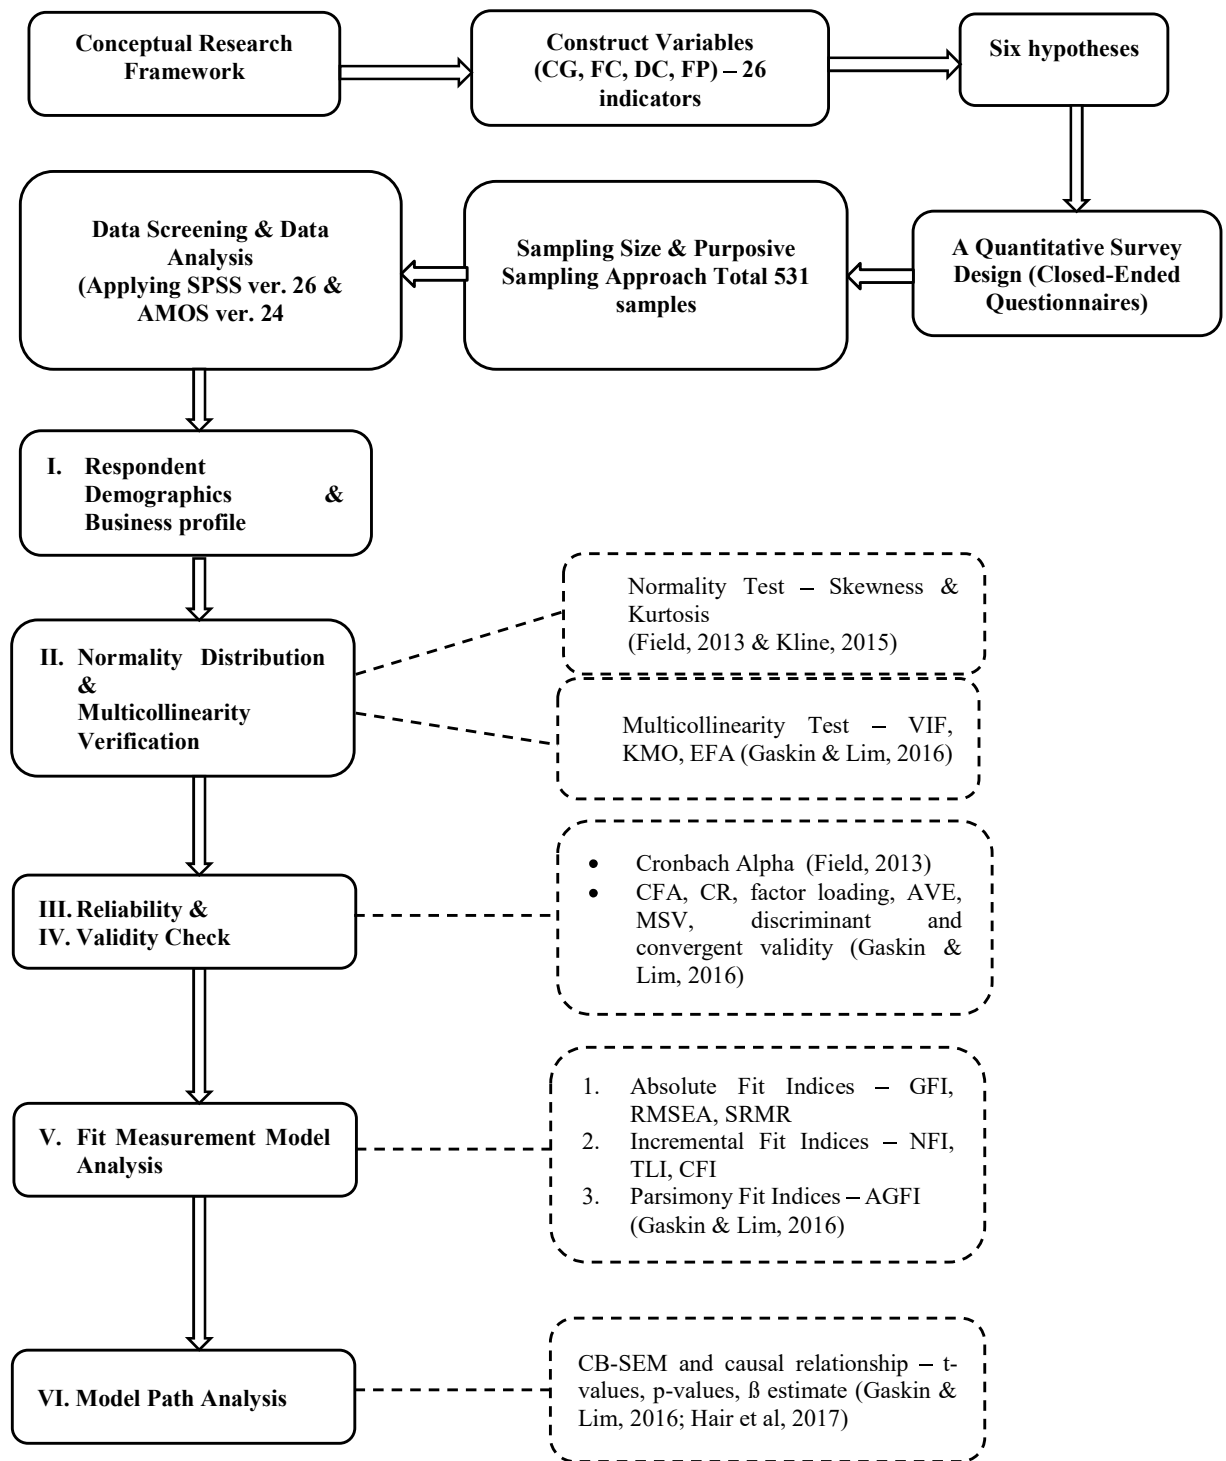 Conceptual Research
Framework
Construct Variables
(CG, FC, DC, FP) – 26
indicators
Six hypotheses
A Quantitative Survey
Design (Closed-Ended
Questionnaires)
Sampling Size & Purposive
Sampling Approach Total 531
samples
Data Screening & Data
Analysis
(Applying SPSS ver. 26 &
AMOS ver. 24
I. Respondent
Demographics &
Business profile
II. Normality Distribution
&
Multicollinearity
Verification
Normality Test – Skewness &
Kurtosis
(Field, 2013 & Kline, 2015)
Multicollinearity Test – VIF,
KMO, EFA (Gaskin & Lim, 2016)
III. Reliability &
IV. Validity Check
• Cronbach Alpha (Field, 2013)
• CFA, CR, factor loading, AVE,
MSV, discriminant and
convergent validity (Gaskin &
Lim, 2016)
V. Fit Measurement Model
Analysis
1. Absolute Fit Indices – GFI,
RMSEA, SRMR
2. Incremental Fit Indices – NFI,
TLI, CFI
3. Parsimony Fit Indices – AGFI
(Gaskin & Lim, 2016)
VI. Model Path Analysis
CB-SEM and causal relationship – t-
values, p-values, ß estimate (Gaskin &
Lim, 2016; Hair et al, 2017)